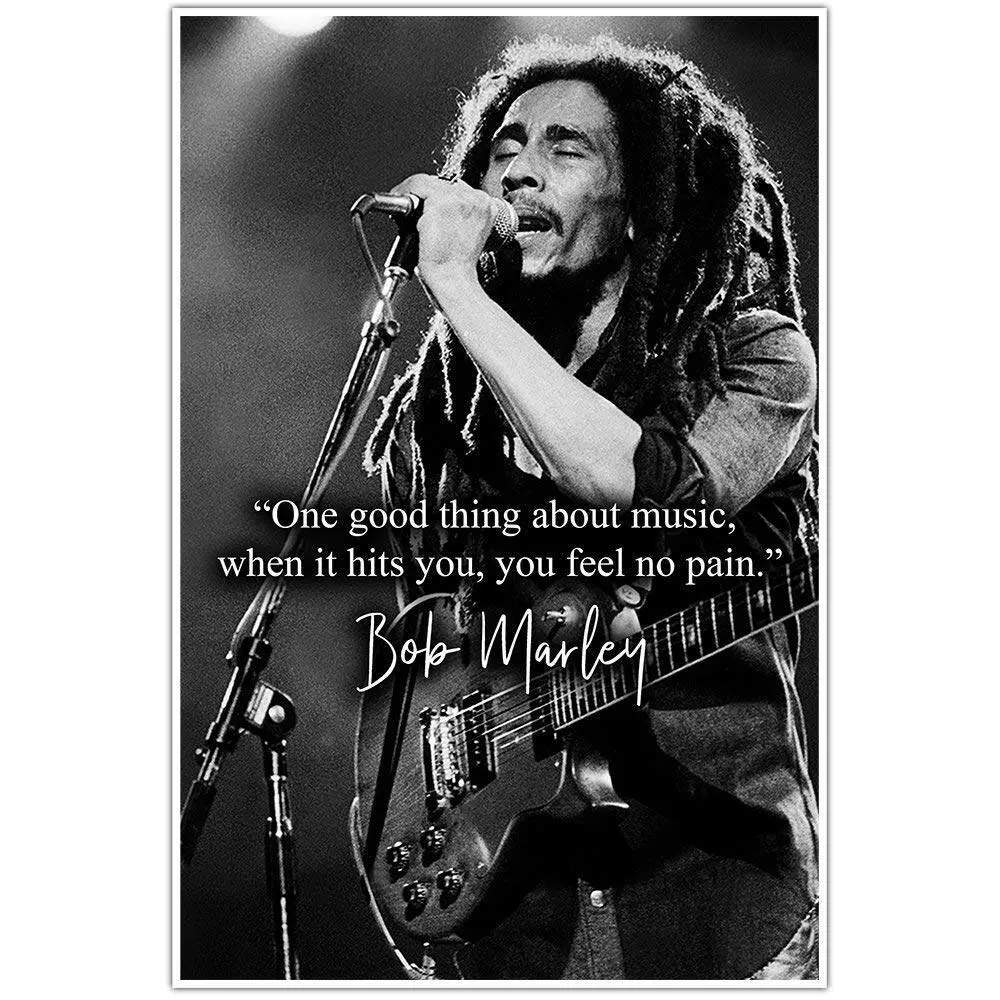 “One good thing about music,
when it hits you, you feel no pain.”
Bob Marley